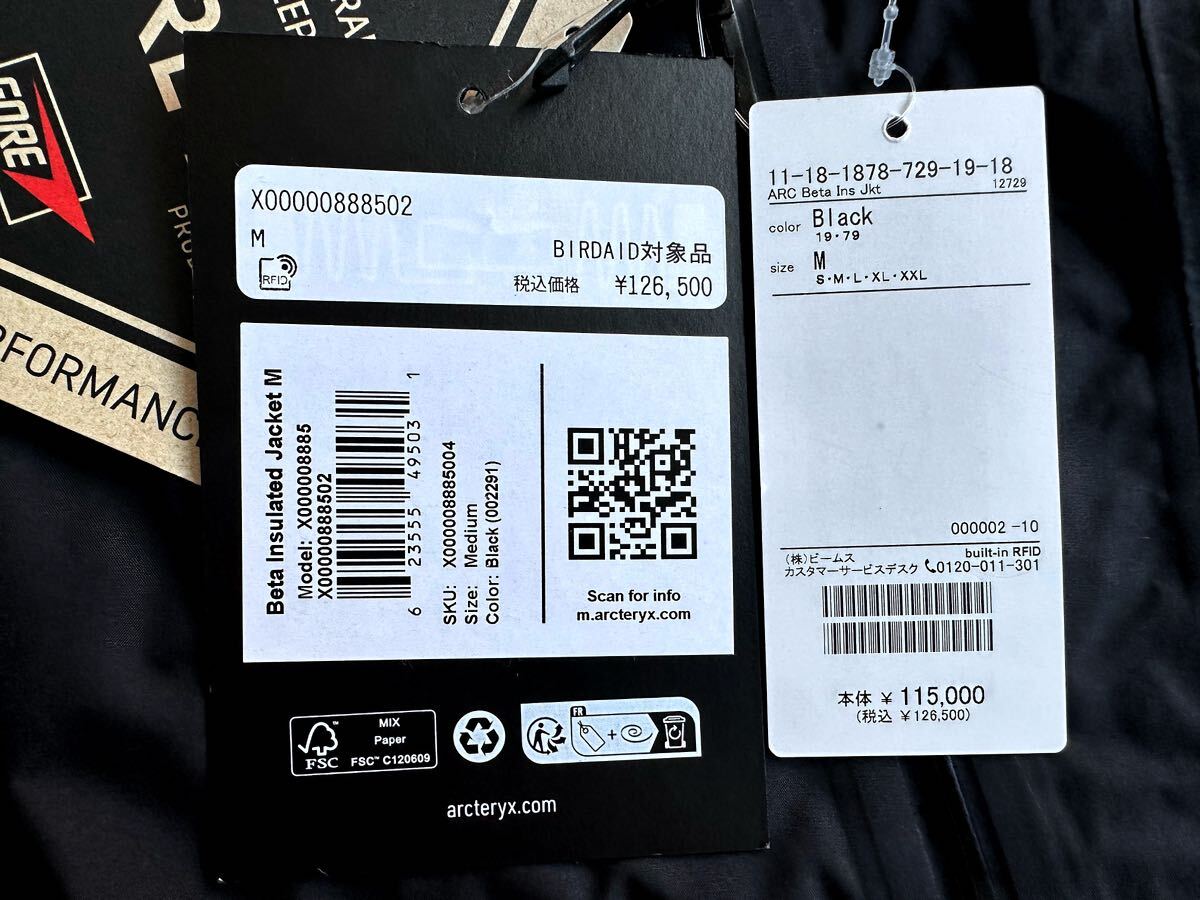 CORE
PERFORMANC
X00000888502
M
RFID
BIRDAID対象品
税込価格 ¥126,500
Beta Insulated Jacket M
Model: X000008885
X00000888502
6 23555 49503 1
SKU: X000008885004
Size: Medium
Color: Black (002291)
Scan for info
m.arcteryx.com
FSC™
MIX
Paper
FSC™ C120609
FR
arcteryx.com
11-18-1878-729-19-18
ARC Beta Ins Jkt 12729
color Black
19・79
size M
S・M・L・XL・XXL
000002 -10
(株)ビームス built-in RFID
カスタマーサービスデスク 0120-011-301
本体 ¥ 115,000
(税込 ¥126,500)